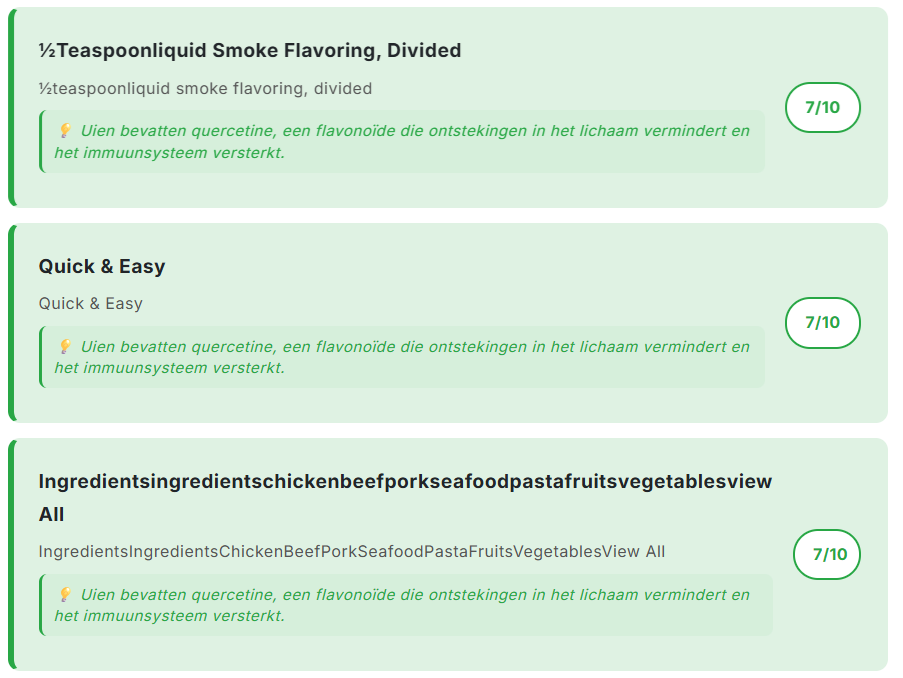 ½Teaspoonliquid Smoke Flavoring, Divided
½teaspoonliquid smoke flavoring, divided
💡 Uien bevatten quercetine, een flavonoïde die ontstekingen in het lichaam vermindert en
het immuunsysteem versterkt.
7/10
Quick & Easy
Quick & Easy
💡 Uien bevatten quercetine, een flavonoïde die ontstekingen in het lichaam vermindert en
het immuunsysteem versterkt.
7/10
Ingredientsingredientschickenbeefporkseafoodpastafruitsvegetablesview
All
IngredientsIngredientsChickenBeefPorkSeafoodPastaFruitsVegetablesView All
💡 Uien bevatten quercetine, een flavonoïde die ontstekingen in het lichaam vermindert en
het immuunsysteem versterkt.
7/10